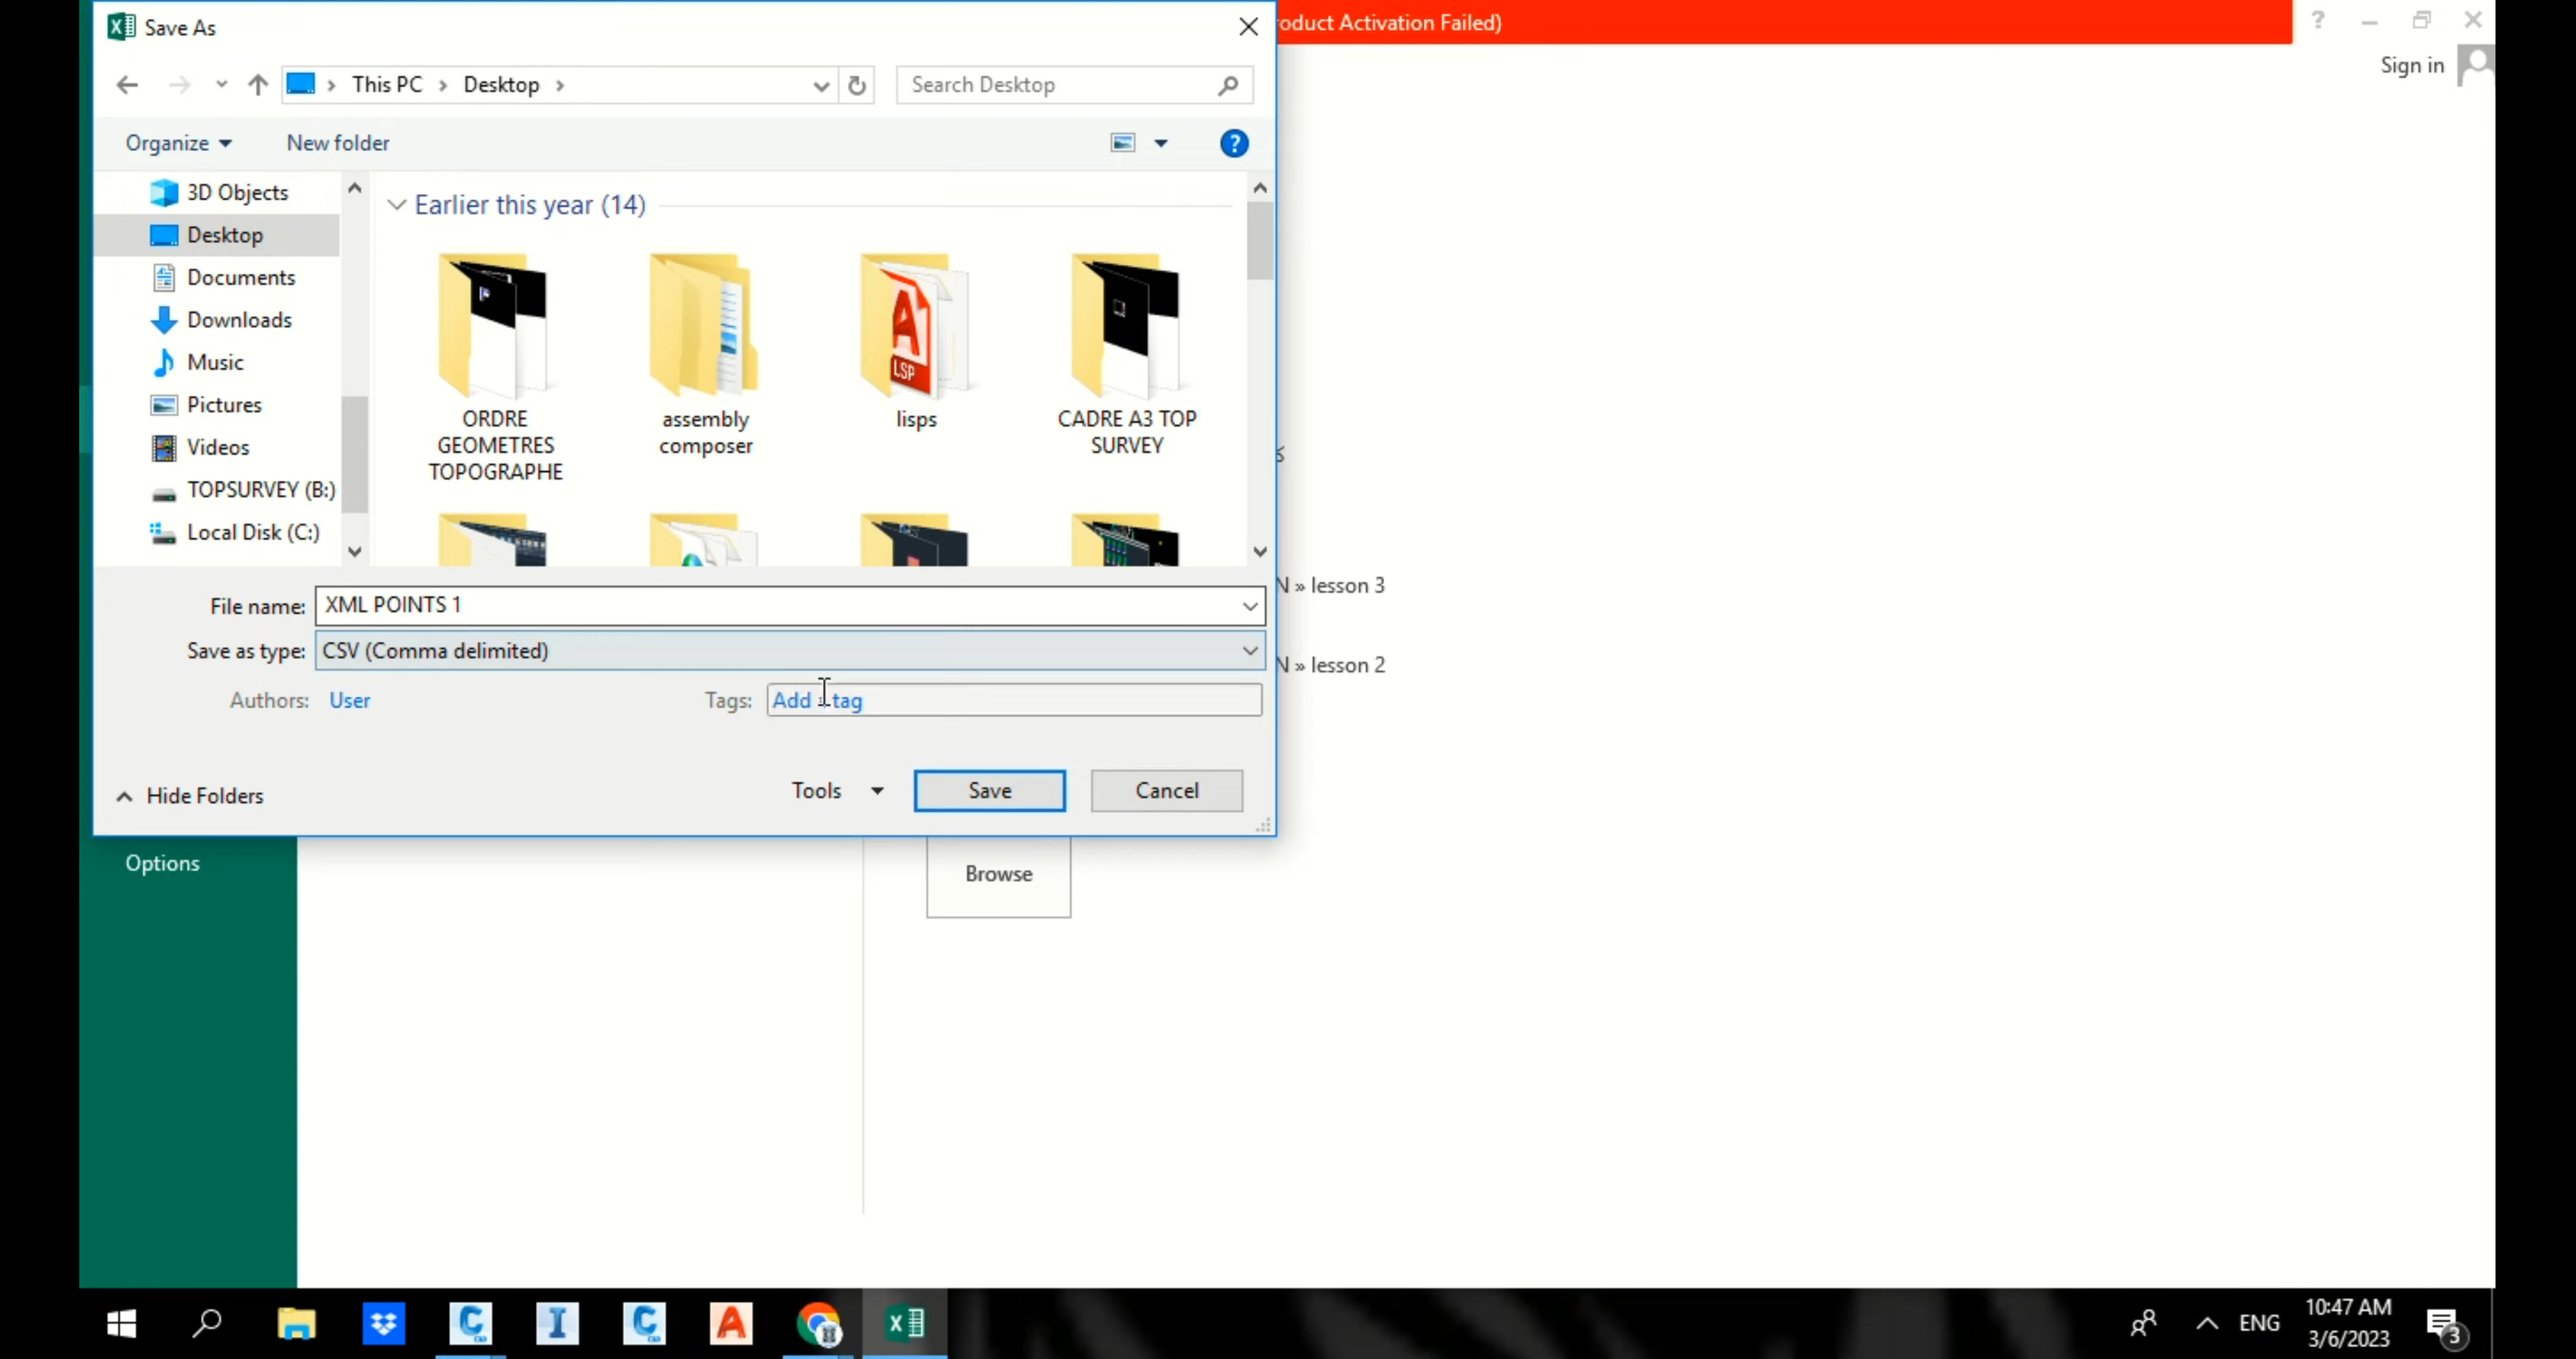 Save As
oduct Activation Failed)
Sign in
This PC
Desktop
Search Desktop
Organize
New folder
3D Objects
Desktop
Documents
Downloads
Music
Pictures
Videos
TOPSURVEY (B:)
Local Disk (C:)
Earlier this year (14)
LSP
ORDRE
GEOMETRES
TOPOGRAPHE
assembly
composer
lisps
CADRE A3 TOP
SURVEY
File name: XML POINTS 1
N » lesson 3
Save as type: CSV (Comma delimited)
N » lesson 2
Authors: User
Tags: Add tag
Hide Folders
Tools
Save
Cancel
Options
Browse
ENG
10:47 AM
3/6/2023
3